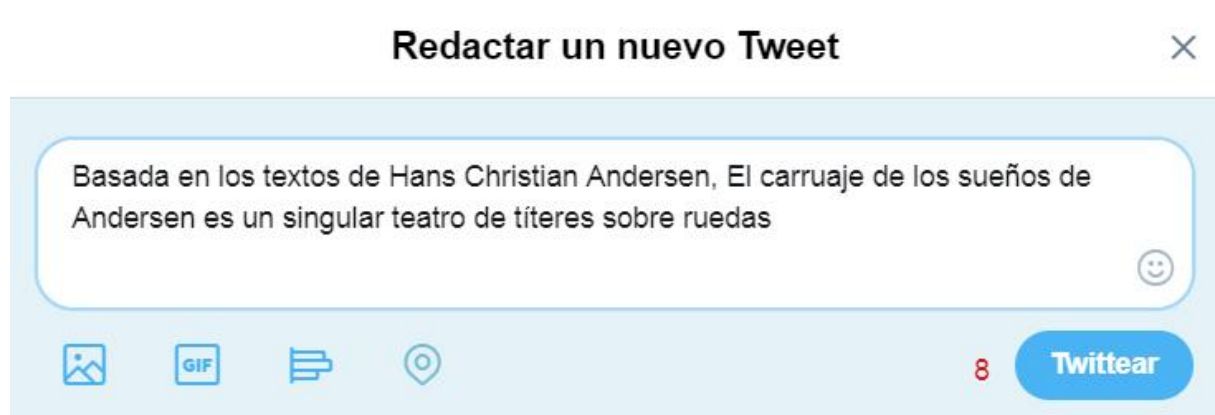 Redactar un nuevo Tweet
Basada en los textos de Hans Christian Andersen, El carruaje de los sueños de
Andersen es un singular teatro de títeres sobre ruedas
GIF
8 Twittear